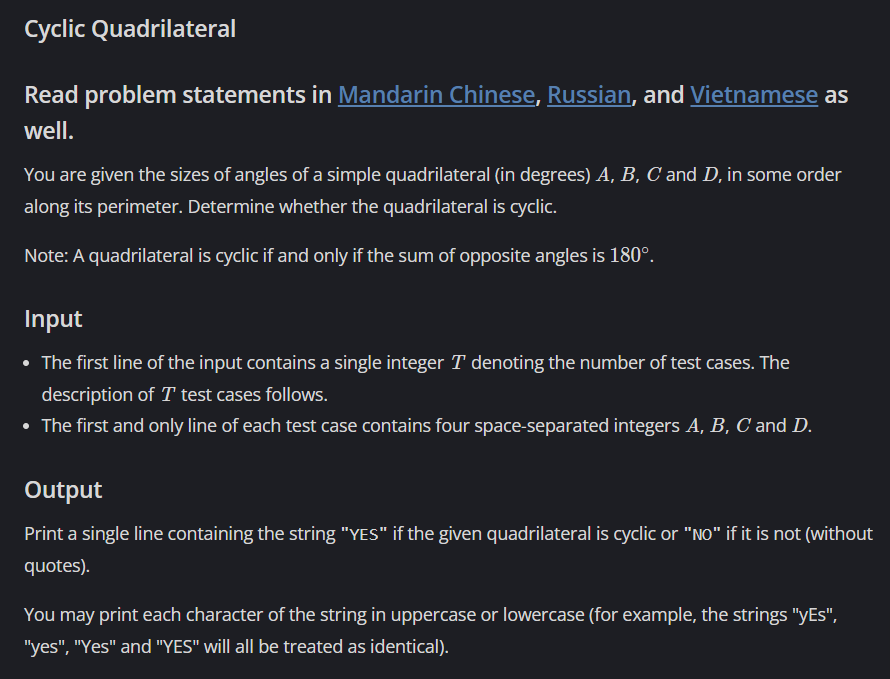 Cyclic Quadrilateral
Read problem statements in Mandarin Chinese, Russian, and Vietnamese as
well.
You are given the sizes of angles of a simple quadrilateral (in degrees) A, B, C and D, in some order
along its perimeter. Determine whether the quadrilateral is cyclic.
Note: A quadrilateral is cyclic if and only if the sum of opposite angles is 180°.
Input
• The first line of the input contains a single integer T denoting the number of test cases. The
description of T test cases follows.
• The first and only line of each test case contains four space-separated integers A, B, C and D.
Output
Print a single line containing the string "YES" if the given quadrilateral is cyclic or "NO" if it is not (without
quotes).
You may print each character of the string in uppercase or lowercase (for example, the strings "yEs",
"yes", "Yes" and "YES" will all be treated as identical).